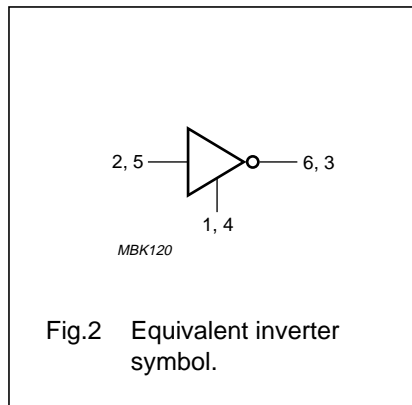 2, 5
6, 3
1, 4
MBK120
Fig.2 Equivalent inverter
symbol.